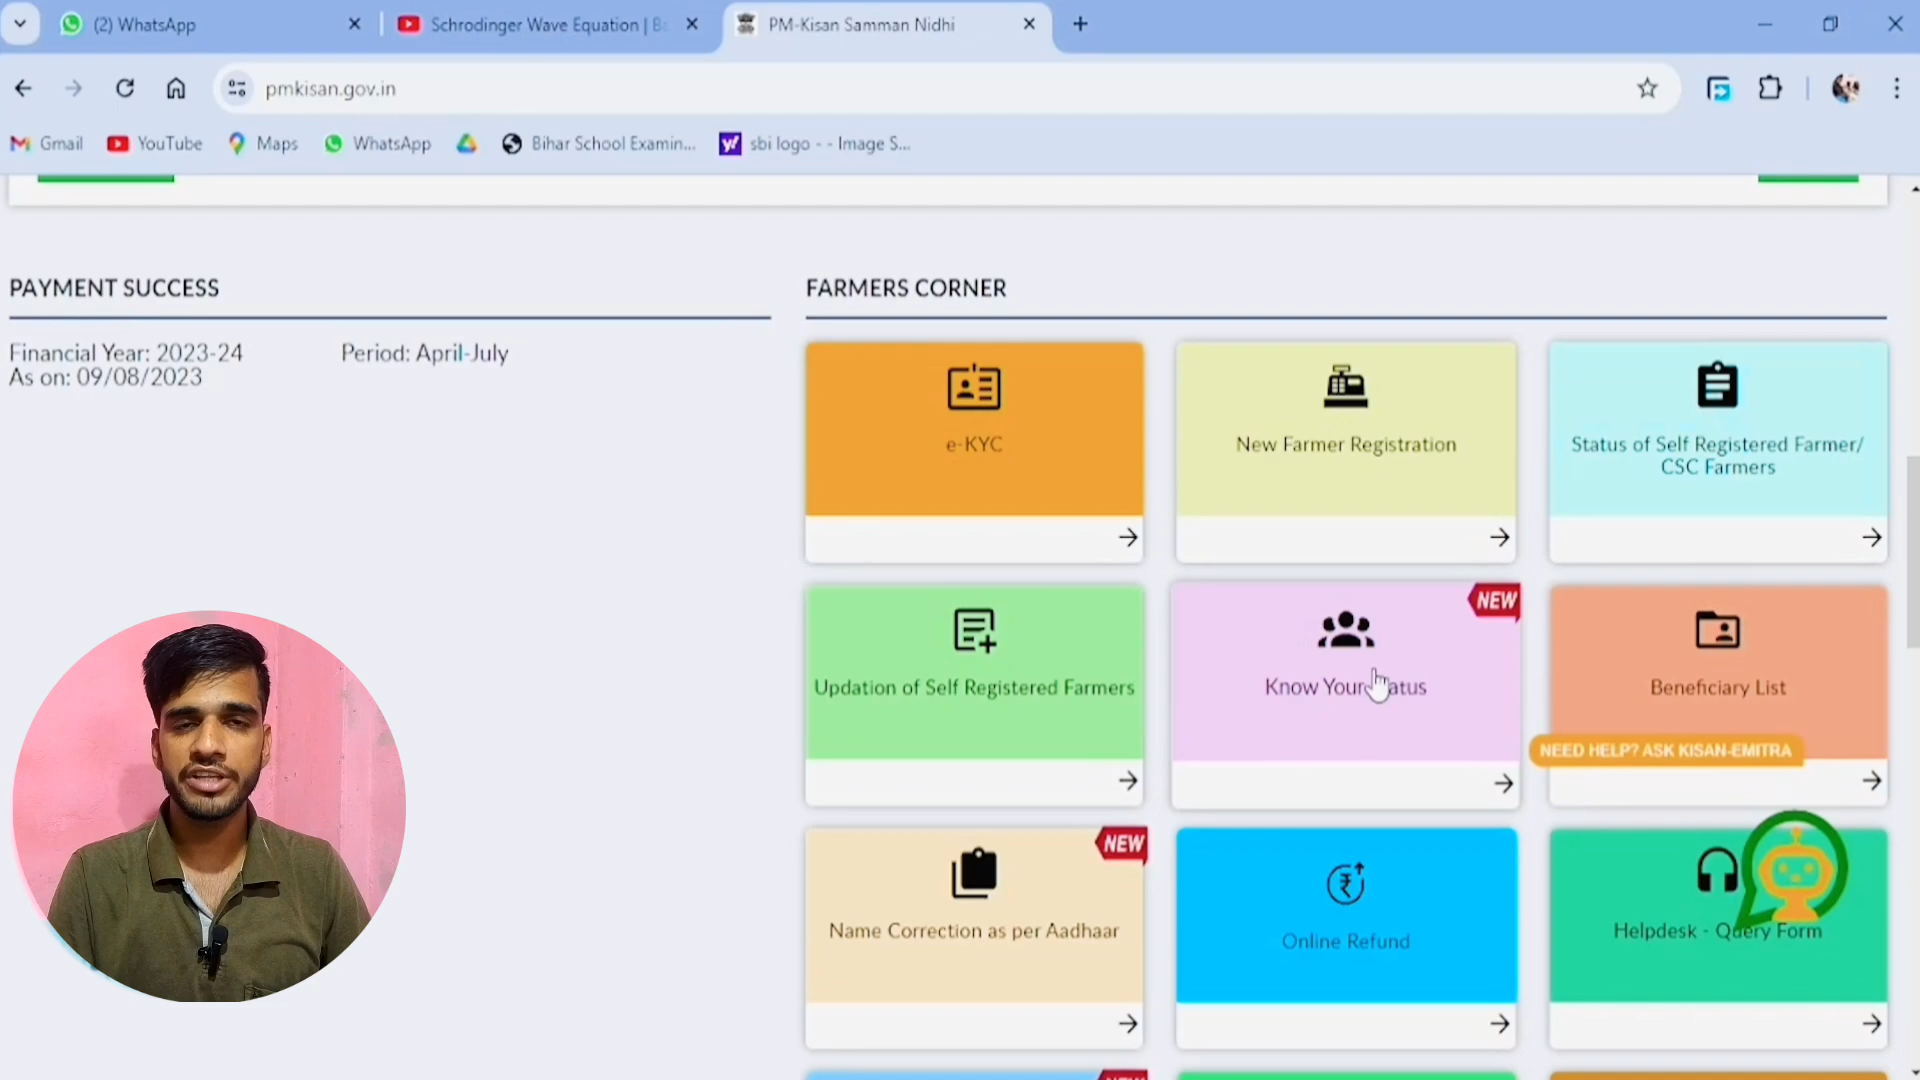 (2) WhatsApp
Schrodinger Wave Equation | Ba
PM-Kisan Samman Nidhi
pmkisan.gov.in
Gmail
YouTube
Maps
WhatsApp
Bihar School Examin...
sbi logo - - Image S...
PAYMENT SUCCESS
Financial Year: 2023-24
Period: April-July
As on: 09/08/2023
FARMERS CORNER
e-KYC
New Farmer Registration
Status of Self Registered Farmer/
CSC Farmers
NEW
Updation of Self Registered Farmers
Know Your Status
Beneficiary List
NEED HELP? ASK KISAN-EMITRA
NEW
Name Correction as per Aadhaar
Online Refund
Helpdesk - Query Form